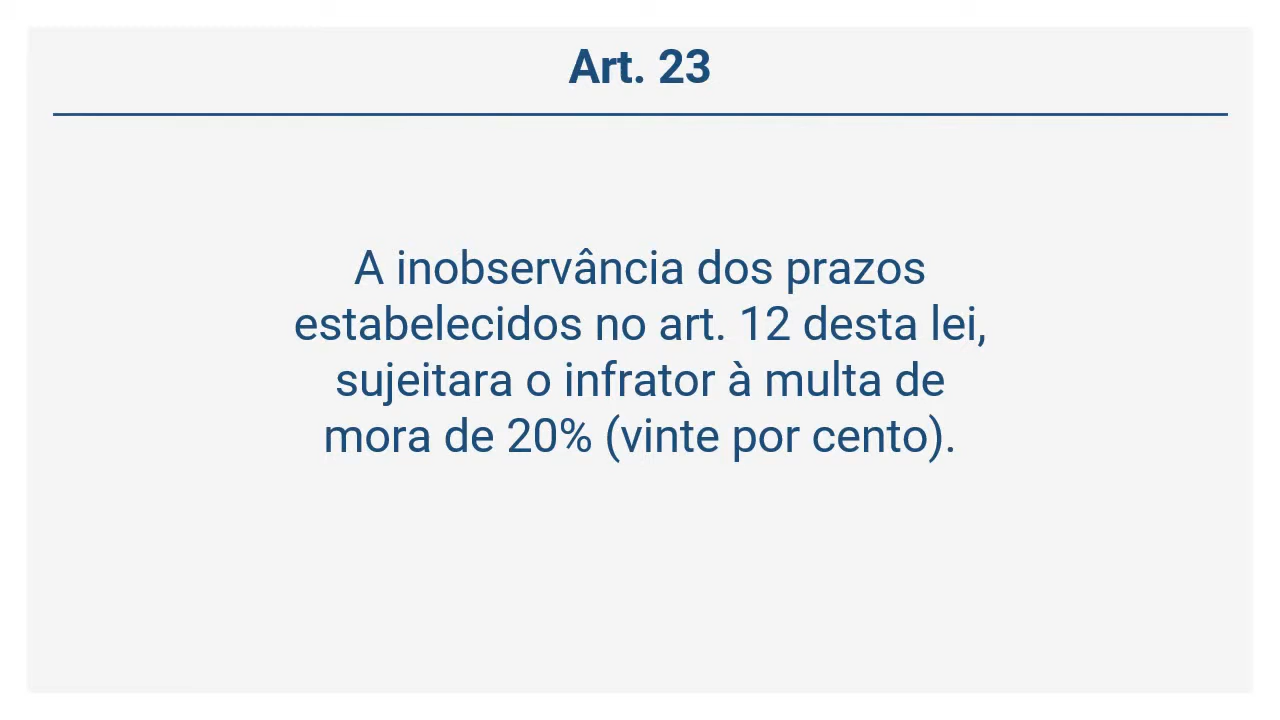 Art. 23
A inobservância dos prazos
estabelecidos no art. 12 desta lei,
sujeitara o infrator à multa de
mora de 20% (vinte por cento).